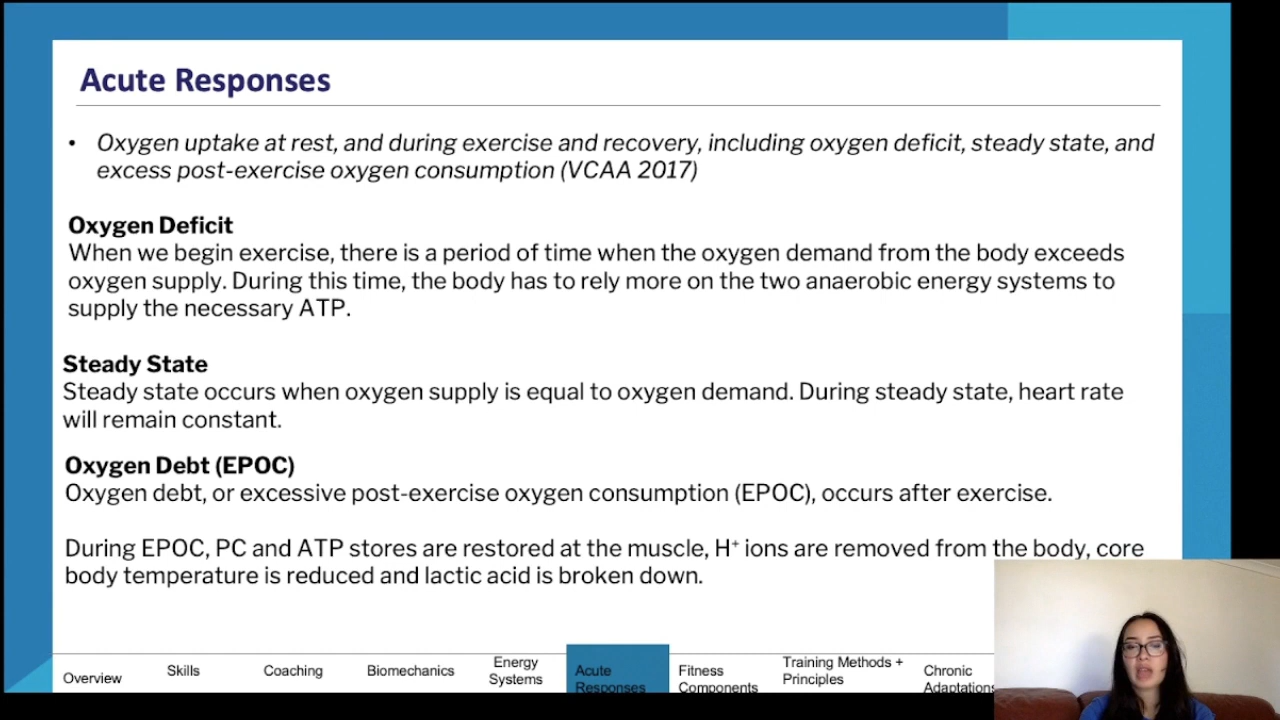 Acute Responses
• Oxygen uptake at rest, and during exercise and recovery, including oxygen deficit, steady state, and
excess post-exercise oxygen consumption (VCAA 2017)
Oxygen Deficit
When we begin exercise, there is a period of time when the oxygen demand from the body exceeds
oxygen supply. During this time, the body has to rely more on the two anaerobic energy systems to
supply the necessary ATP.
Steady State
Steady state occurs when oxygen supply is equal to oxygen demand. During steady state, heart rate
will remain constant.
Oxygen Debt (EPOC)
Oxygen debt, or excessive post-exercise oxygen consumption (EPOC), occurs after exercise.
During EPOC, PC and ATP stores are restored at the muscle, H⁺ ions are removed from the body, core
body temperature is reduced and lactic acid is broken down.
Overview
Skills
Coaching
Biomechanics
Energy
Systems
Acute
Responses
Fitness
Components
Training Methods +
Principles
Chronic
Adaptations